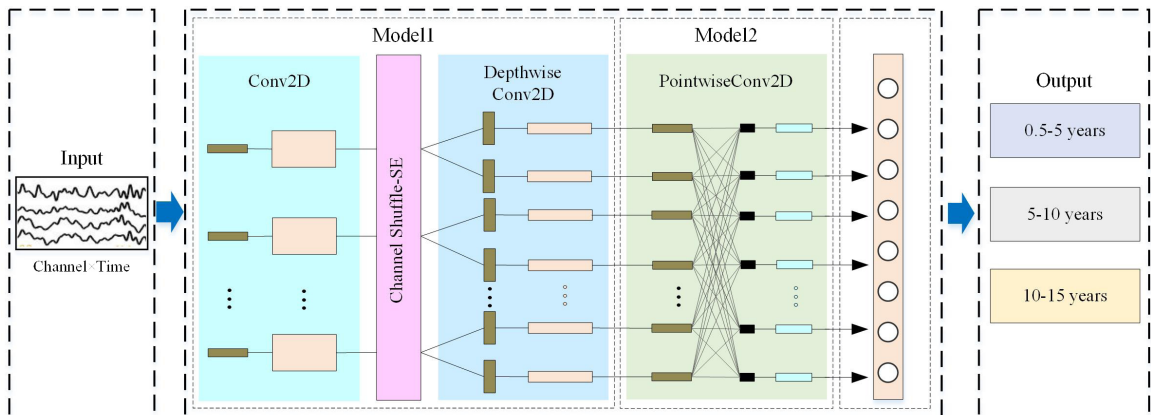 Input
Channel×Time
Model1
Conv2D
Channel Shuffle-SE
Depthwise
Conv2D
Model2
PointwiseConv2D
Output
0.5-5 years
5-10 years
10-15 years